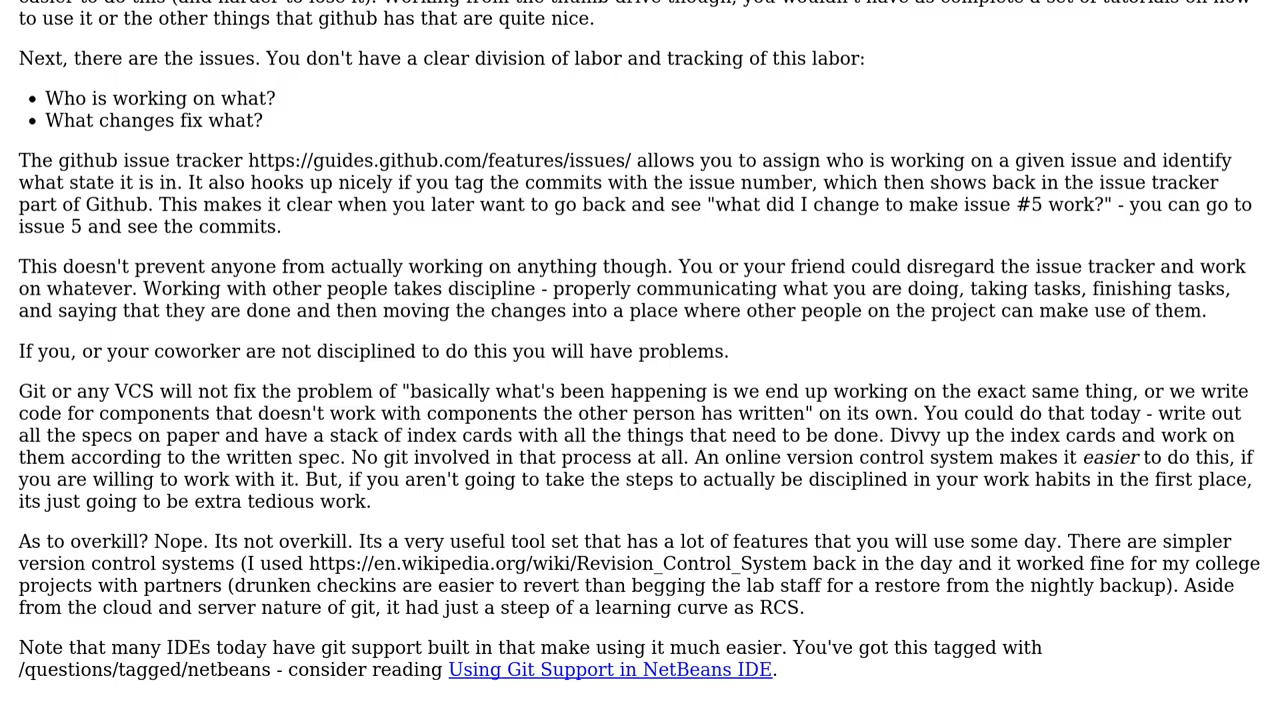 to use it or the other things that github has that are quite nice.
Next, there are the issues. You don't have a clear division of labor and tracking of this labor:
• Who is working on what?
• What changes fix what?
The github issue tracker https://guides.github.com/features/issues/ allows you to assign who is working on a given issue and identify
what state it is in. It also hooks up nicely if you tag the commits with the issue number, which then shows back in the issue tracker
part of Github. This makes it clear when you later want to go back and see "what did I change to make issue #5 work?" - you can go to
issue 5 and see the commits.
This doesn't prevent anyone from actually working on anything though. You or your friend could disregard the issue tracker and work
on whatever. Working with other people takes discipline - properly communicating what you are doing, taking tasks, finishing tasks,
and saying that they are done and then moving the changes into a place where other people on the project can make use of them.
If you, or your coworker are not disciplined to do this you will have problems.
Git or any VCS will not fix the problem of "basically what's been happening is we end up working on the exact same thing, or we write
code for components that doesn't work with components the other person has written" on its own. You could do that today - write out
all the specs on paper and have a stack of index cards with all the things that need to be done. Divvy up the index cards and work on
them according to the written spec. No git involved in that process at all. An online version control system makes it easier to do this, if
you are willing to work with it. But, if you aren't going to take the steps to actually be disciplined in your work habits in the first place,
its just going to be extra tedious work.
As to overkill? Nope. Its not overkill. Its a very useful tool set that has a lot of features that you will use some day. There are simpler
version control systems (I used https://en.wikipedia.org/wiki/Revision_Control_System back in the day and it worked fine for my college
projects with partners (drunken checkins are easier to revert than begging the lab staff for a restore from the nightly backup). Aside
from the cloud and server nature of git, it had just a steep of a learning curve as RCS.
Note that many IDEs today have git support built in that make using it much easier. You've got this tagged with
/questions/tagged/netbeans - consider reading Using Git Support in NetBeans IDE.